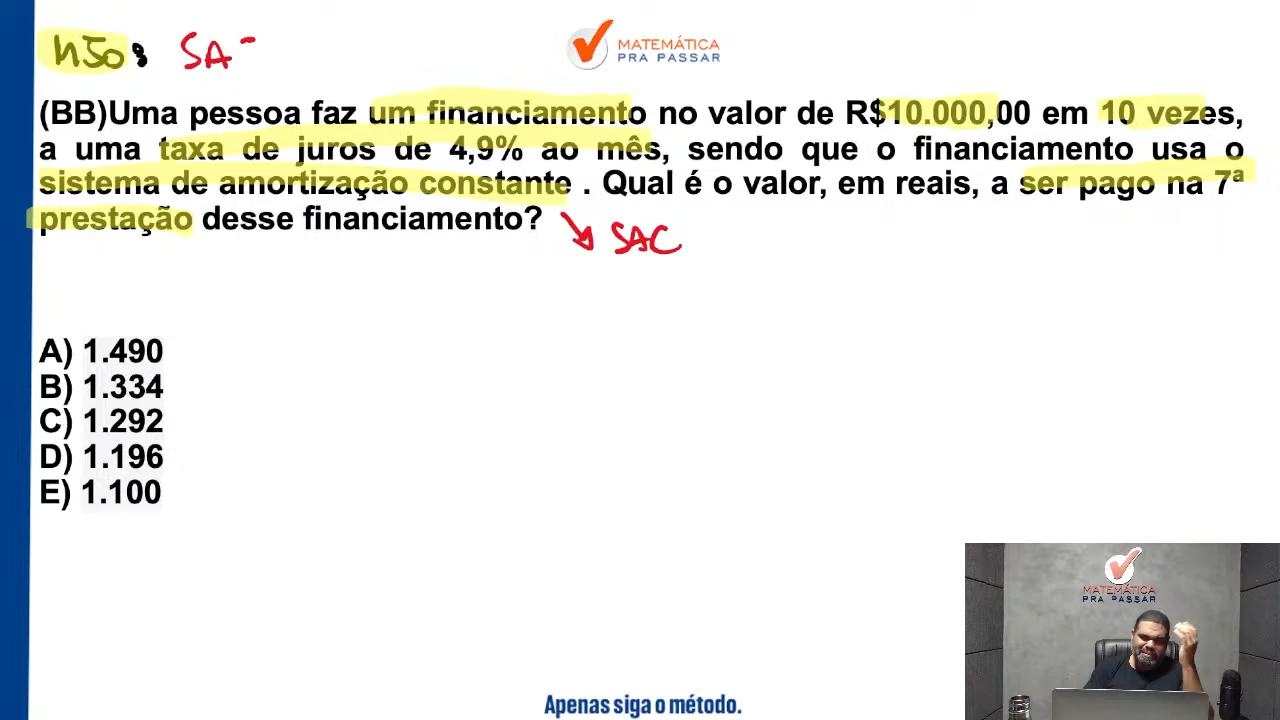 SA
MATEMÁTICA
PRA PASSAR
(BB)Uma pessoa faz um financiamento no valor de R$10.000,00 em 10 vezes,
a uma taxa de juros de 4,9% ao mês, sendo que o financiamento usa o
sistema de amortização constante . Qual é o valor, em reais, a ser pago na 7ª
prestação desse financiamento?
SAC
A) 1.490
B) 1.334
C) 1.292
D) 1.196
E) 1.100
MATEMÁTICA
PRA PASSAR
Apenas siga o método.